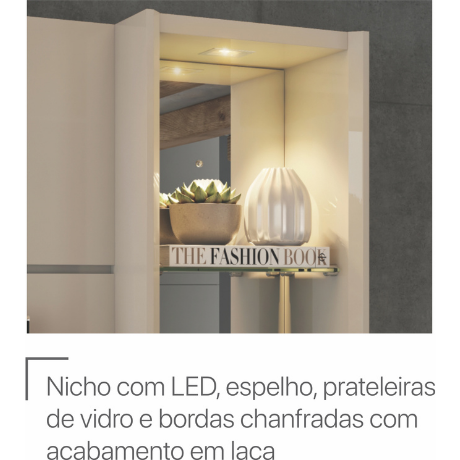 THE FASHION BOOK
Nicho com LED, espelho, prateleiras
de vidro e bordas chanfradas com
acabamento em laca